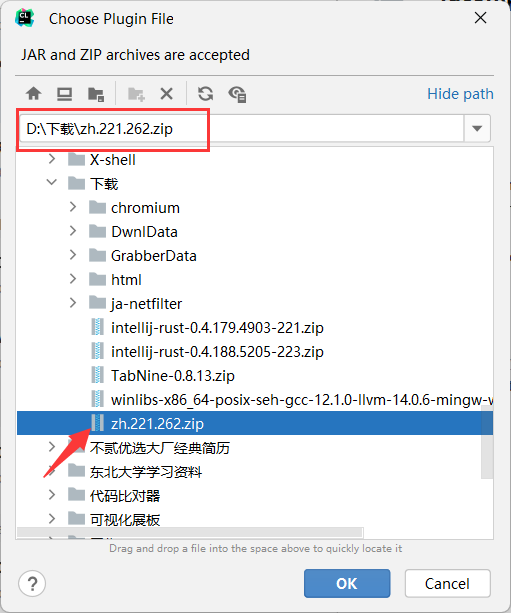 CL
Choose Plugin File
JAR and ZIP archives are accepted
Hide path
D:\下载\zh.221.262.zip
X-shell
下载
chromium
DwnlData
GrabberData
html
ja-netfilter
intellij-rust-0.4.179.4903-221.zip
intellij-rust-0.4.188.5205-223.zip
TabNine-0.8.13.zip
winlibs-x86_64-posix-seh-gcc-12.1.0-llvm-14.0.6-mingw-w
zh.221.262.zip
不贰优选大厂经典简历
东北大学学习资料
代码比对器
可视化展板
Drag and drop a file into the space above to quickly locate it
?
OK
Cancel